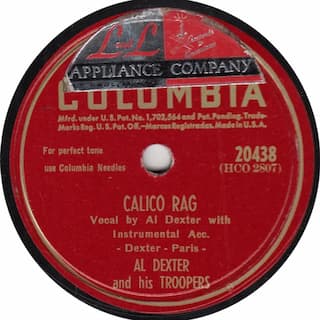 L-L
APPLIANCE COMPANY
COLUMBIA
Mfrd. under U.S. Pat. No. 1,702,564 and Pat. Pending. Trade-
Marks Reg. U.S. Pat. Off.—Marcas Registradas. Made in U.S.A.
For perfect tone
use Columbia Needles
20438
(HCO 2807)
CALICO RAG
Vocal by Al Dexter with
Instrumental Acc.
- Dexter - Paris -
AL DEXTER
and his TROOPERS